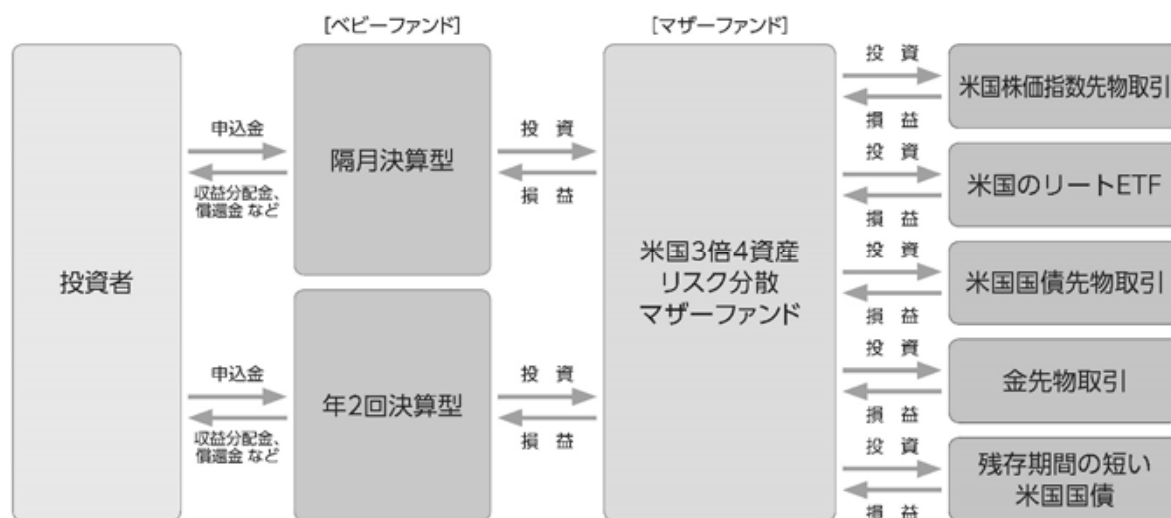 [ベビーファンド]
[マザーファンド]
投資者
申込金
収益分配金、
償還金 など
隔月決算型
投 資
損 益
申込金
収益分配金、
償還金 など
年2回決算型
投 資
損 益
米国3倍4資産
リスク分散
マザーファンド
投 資
損 益
米国株価指数先物取引
投 資
損 益
米国のリートETF
投 資
損 益
米国国債先物取引
投 資
損 益
金先物取引
投 資
損 益
残存期間の短い
米国国債